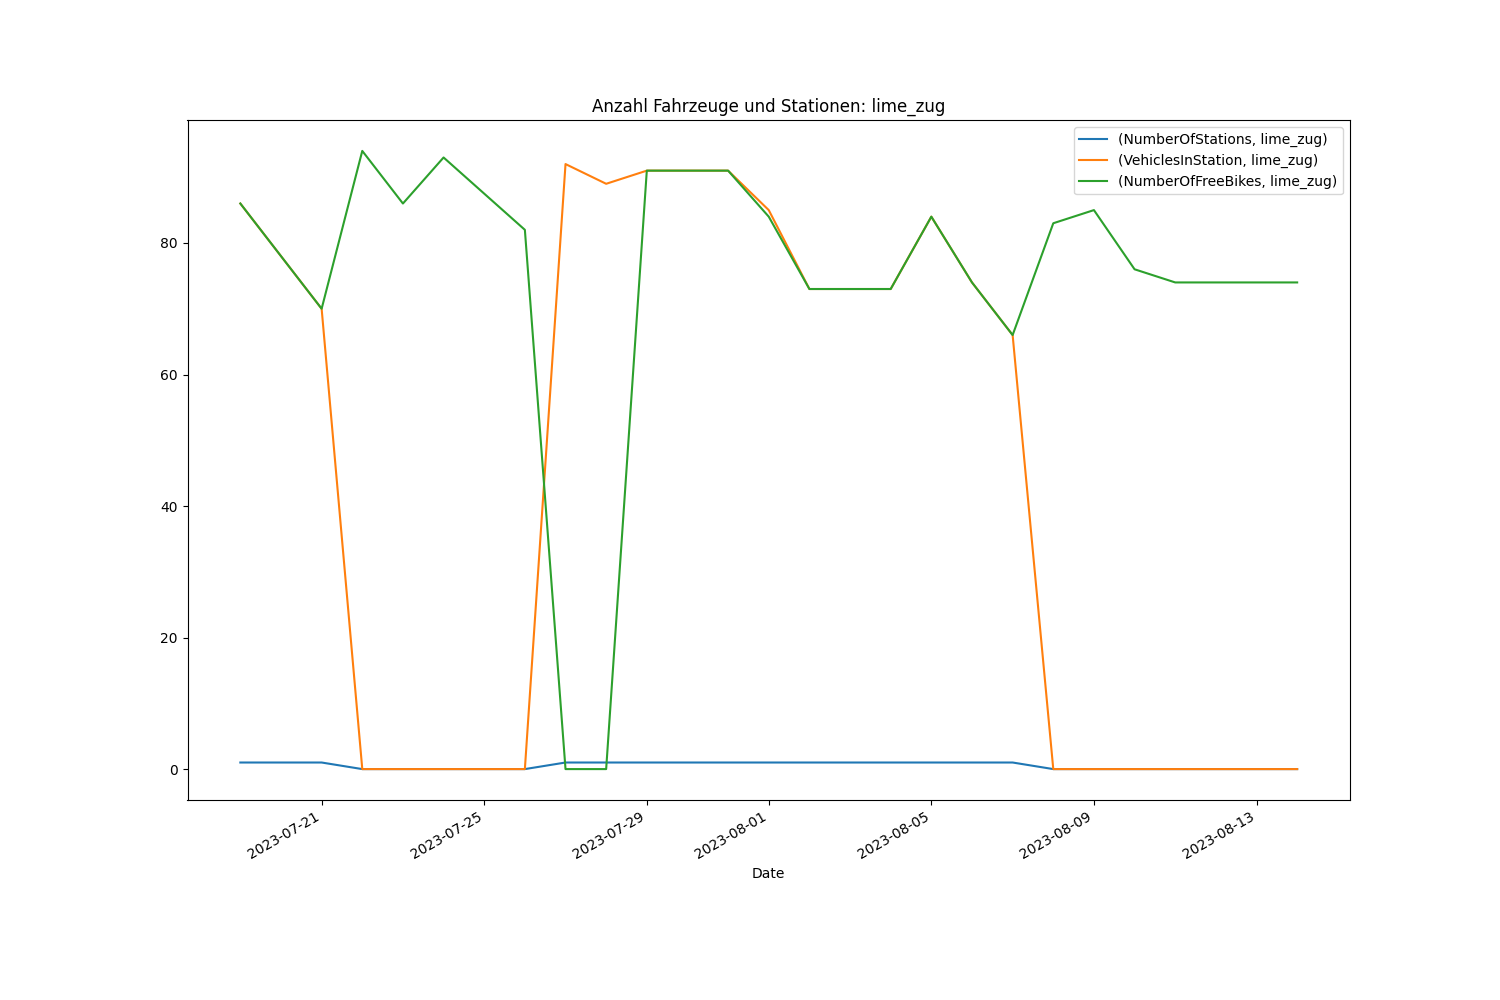 Anzahl Fahrzeuge und Stationen: lime_zug
(NumberOfStations, lime_zug)
(VehiclesInStation, lime_zug)
(NumberOfFreeBikes, lime_zug)
80
60
40
20
0
2023-07-21
2023-07-25
2023-07-29
2023-08-01
2023-08-05
2023-08-09
2023-08-13
Date